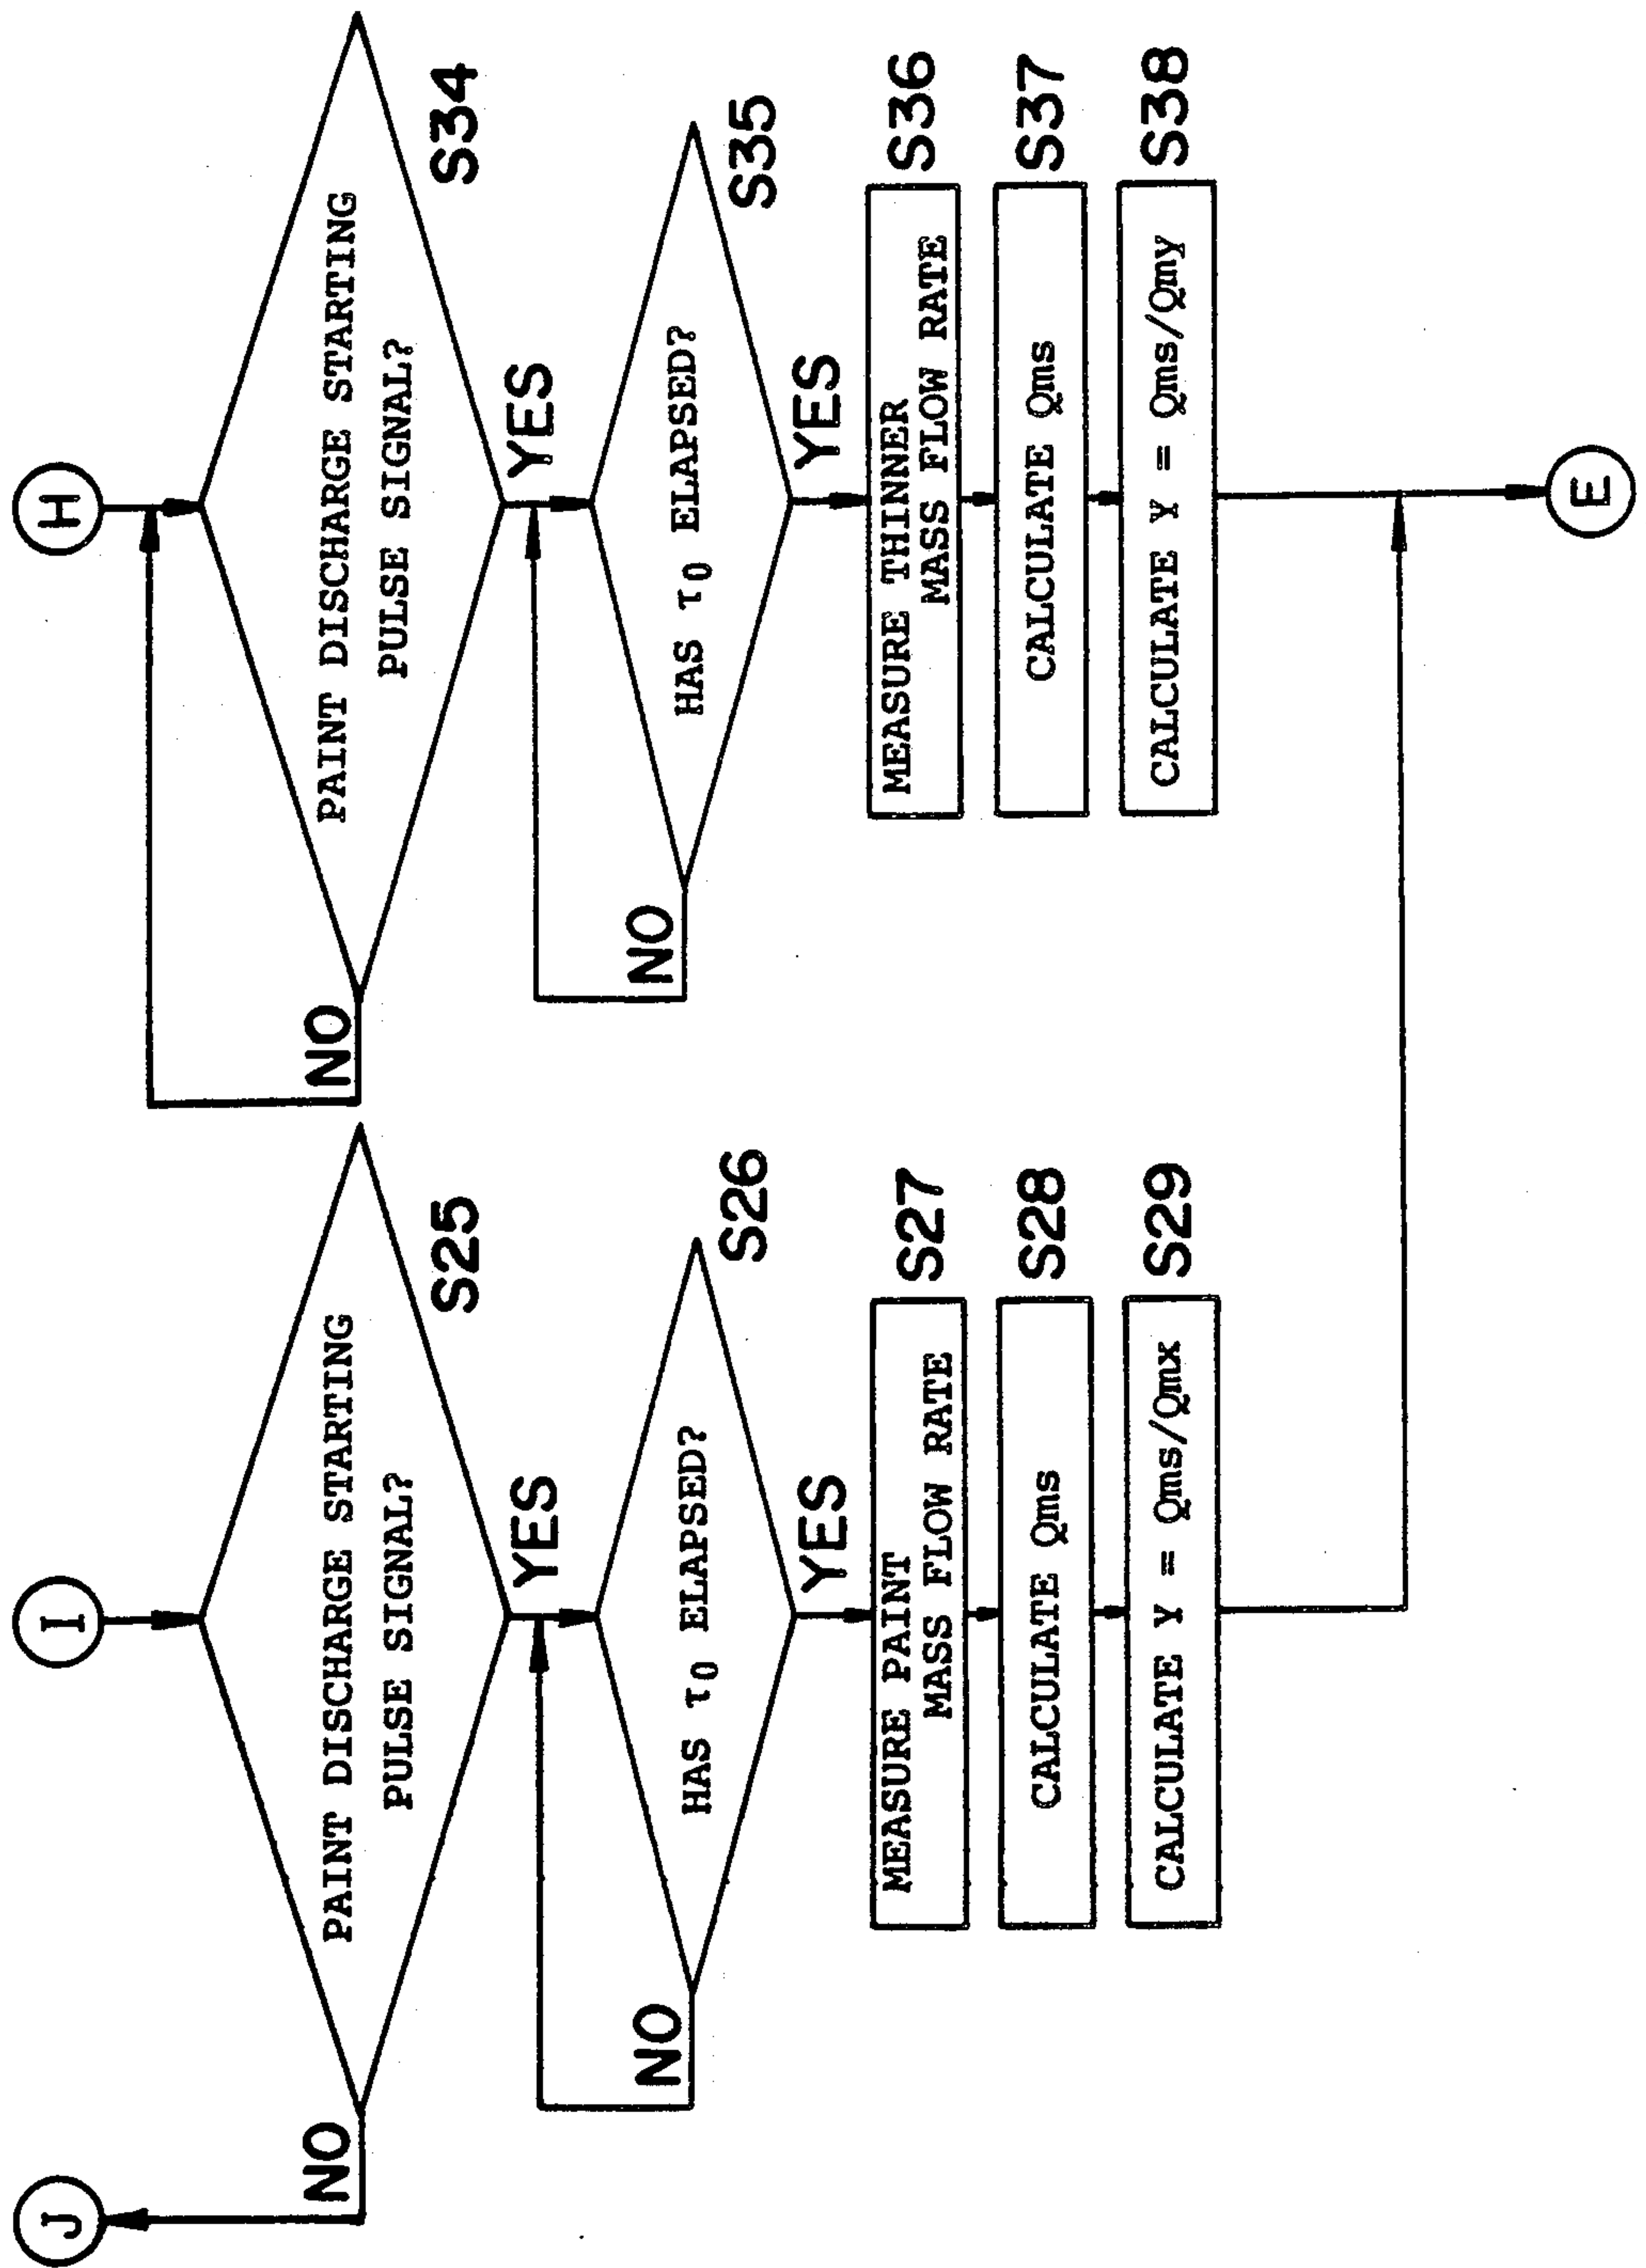 J
I
PAINT DISCHARGE STARTING
PULSE SIGNAL?
S25
NO
YES
HAS τ0 ELAPSED?
S26
NO
YES
MEASURE PAINT
MASS FLOW RATE
S27
CALCULATE Qms
S28
CALCULATE Y = Qms/Qmx
S29
H
PAINT DISCHARGE STARTING
PULSE SIGNAL?
S34
NO
YES
HAS τ0 ELAPSED?
S35
NO
YES
MEASURE THINNER
MASS FLOW RATE
S36
CALCULATE Qms
S37
CALCULATE Y = Qms/Qmy
S38
E